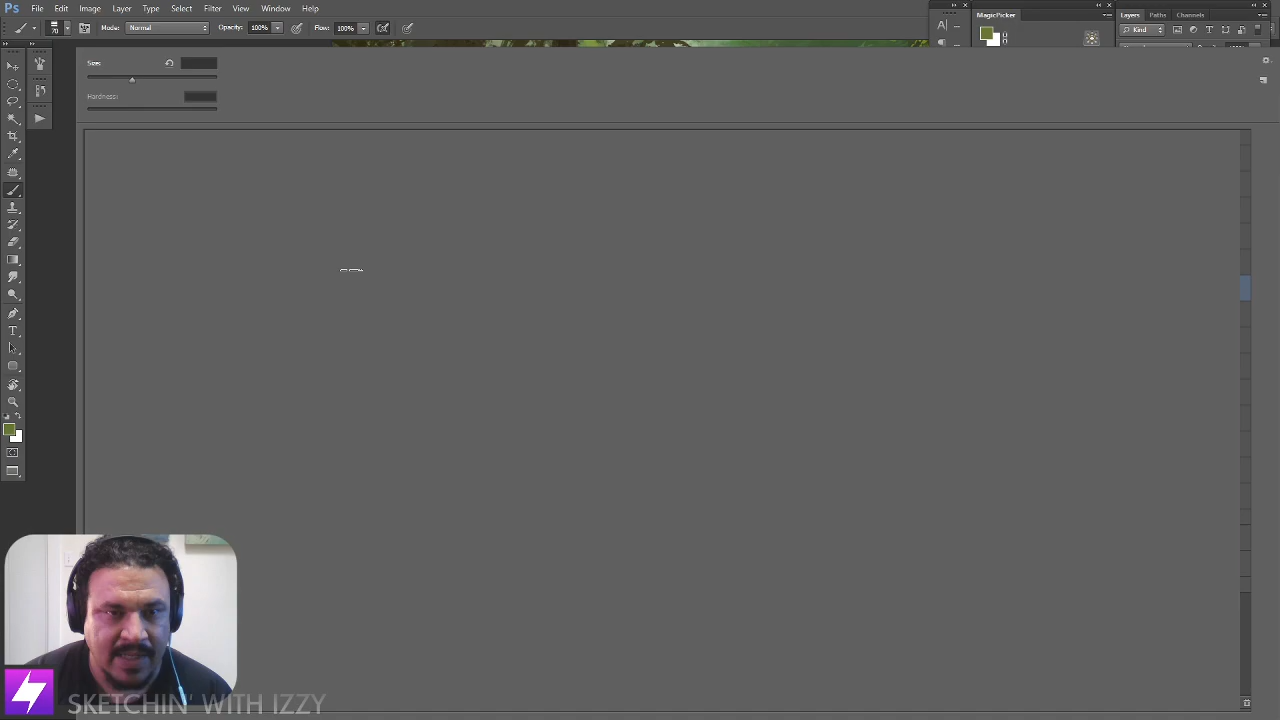 Ps File Edit Image Layer Type Select Filter View Window Help
70 Mode: Normal Opacity: 100% Flow: 100%
MagicPicker
Layers Paths Channels
Kind
Size:
Hardness:
SKETCHIN' WITH IZZY